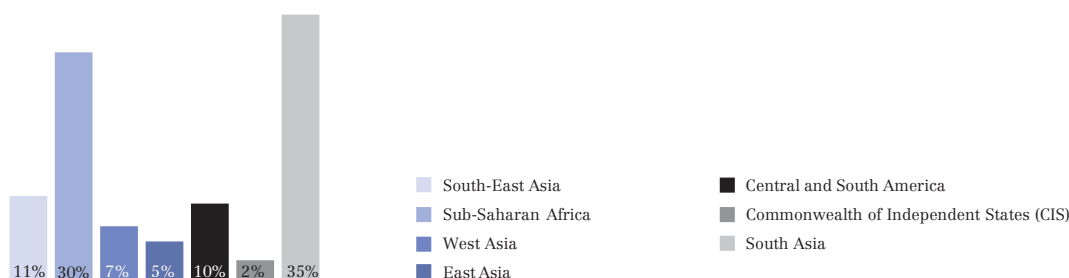 South-East Asia
Sub-Saharan Africa
West Asia
East Asia
Central and South America
Commonwealth of Independent States (CIS)
South Asia
11% 30% 7% 5% 10% 2% 35%